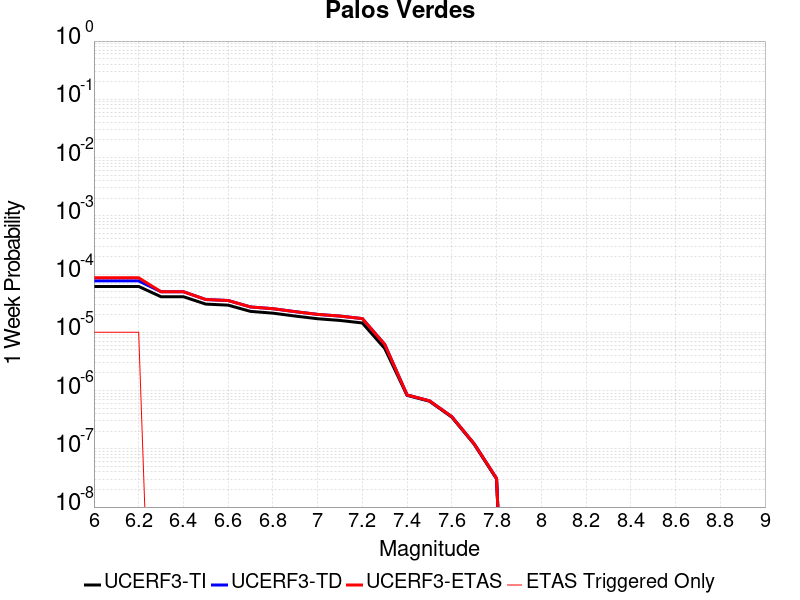 Palos Verdes
10^0
10^-1
10^-2
10^-3
10^-4
10^-5
10^-6
10^-7
10^-8
1 Week Probability
6 6.2 6.4 6.6 6.8 7 7.2 7.4 7.6 7.8 8 8.2 8.4 8.6 8.8 9
Magnitude
UCERF3-TI UCERF3-TD UCERF3-ETAS ETAS Triggered Only